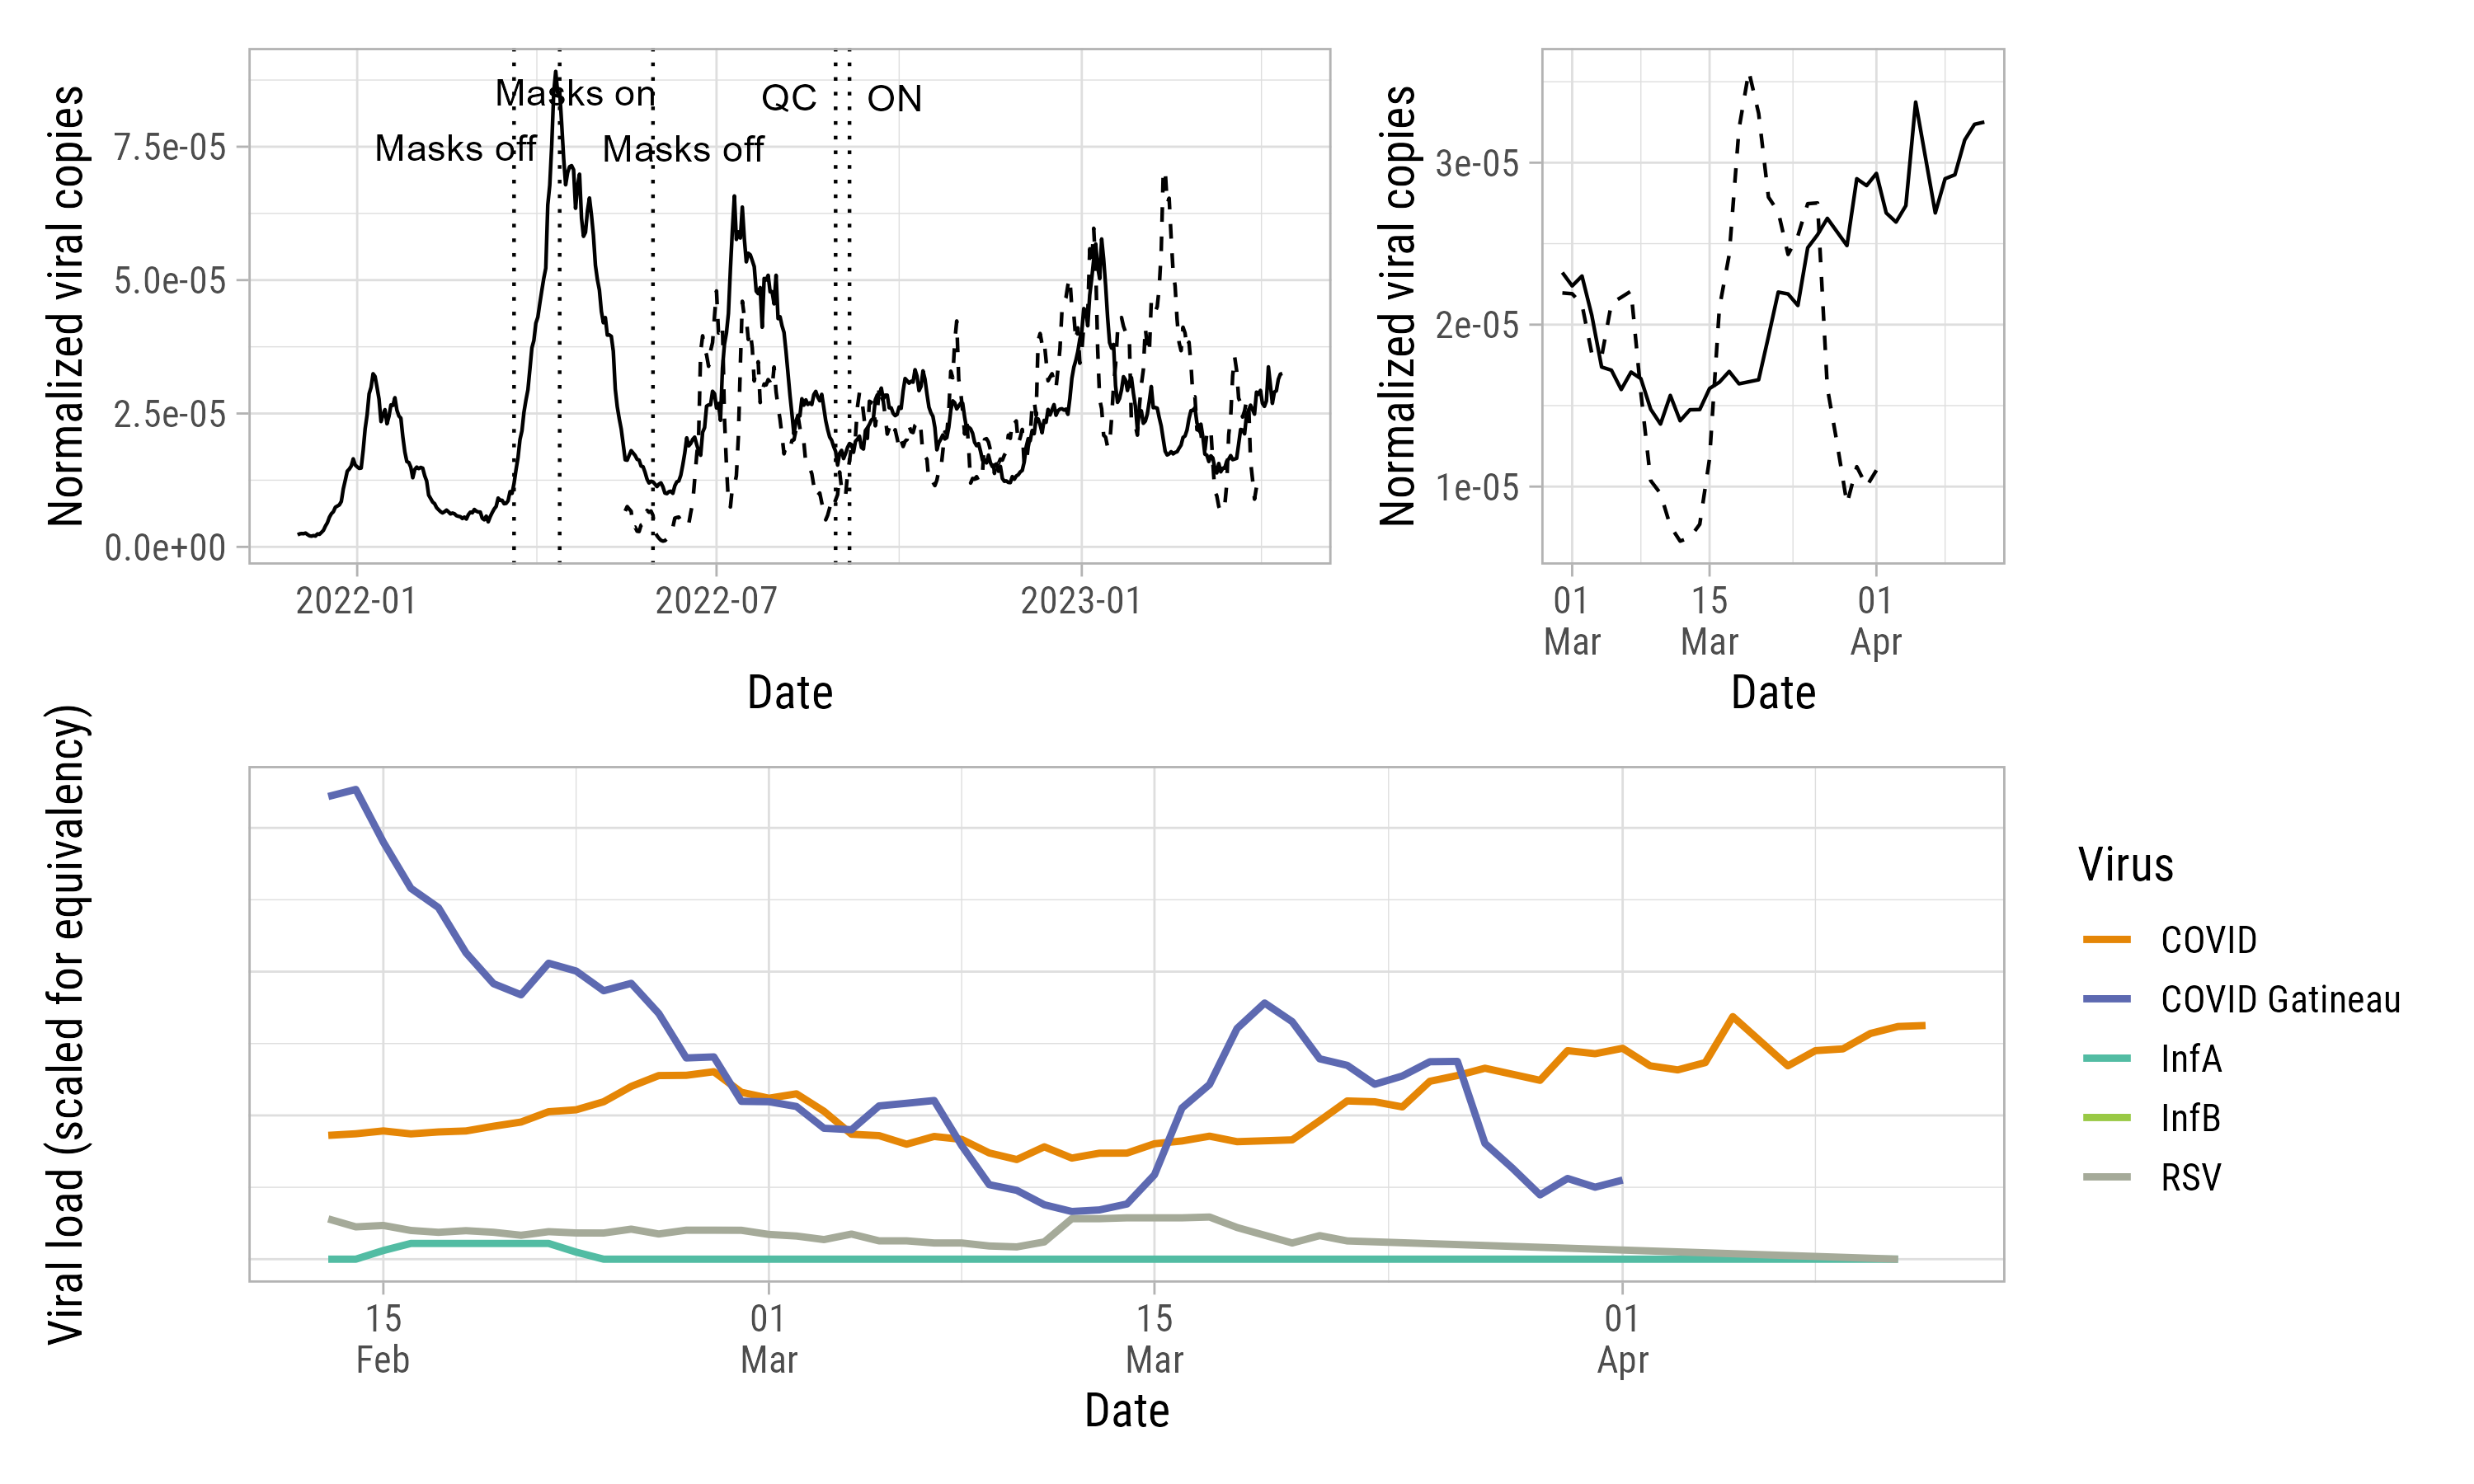 Normalized viral copies
7.5e-05
5.0e-05
2.5e-05
0.0e+00
Masks off
Masks on
Masks off
QC
ON
2022-01
2022-07
2023-01
Date
Normalized viral copies
3e-05
2e-05
1e-05
01
Mar
15
Mar
01
Apr
Date
Viral load (scaled for equivalency)
15
Feb
01
Mar
15
Mar
01
Apr
Date
Virus
COVID
COVID Gatineau
InfA
InfB
RSV